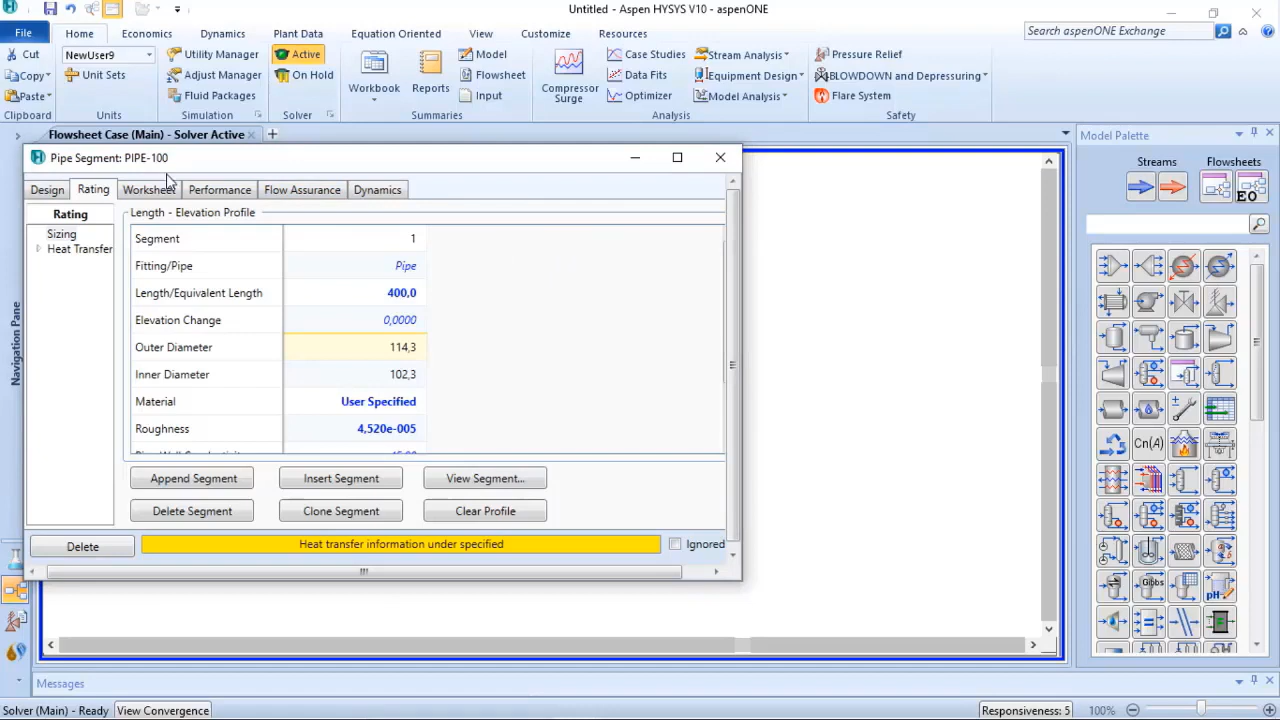 Untitled - Aspen HYSYS V10 - aspenONE
File Home Economics Dynamics Plant Data Equation Oriented View Customize Resources
Search aspenONE Exchange
Cut
Copy
Paste
Clipboard
NewUser9
Unit Sets
Units
Utility Manager
Adjust Manager
Fluid Packages
Simulation
Active
On Hold
Solver
Workbook
Reports
Model
Flowsheet
Input
Summaries
Compressor
Surge
Case Studies
Data Fits
Optimizer
Stream Analysis
Equipment Design
Model Analysis
Analysis
Pressure Relief
BLOWDOWN and Depressuring
Flare System
Safety
Flowsheet Case (Main) - Solver Active
Navigation Pane
Pipe Segment: PIPE-100
Design Rating Worksheet Performance Flow Assurance Dynamics
Rating
Sizing
Heat Transfer
Length - Elevation Profile
Segment 1
Fitting/Pipe Pipe
Length/Equivalent Length 400,0
Elevation Change 0,0000
Outer Diameter 114,3
Inner Diameter 102,3
Material User Specified
Roughness 4,520e-005
Append Segment Insert Segment View Segment...
Delete Segment Clone Segment Clear Profile
Delete Heat transfer information under specified Ignored
Model Palette
Streams Flowsheets
EO
Cn(A)
Gibbs
pH
Messages
Solver (Main) - Ready View Convergence Responsiveness: 5 100%